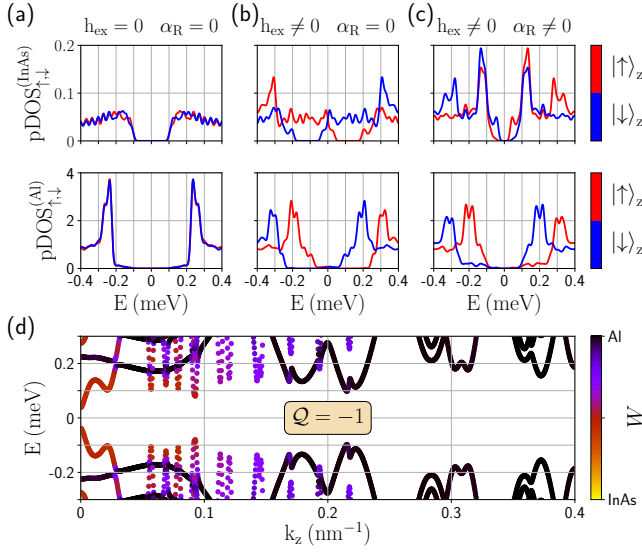 (a) h_ex = 0 α_R = 0
(b) h_ex ≠ 0 α_R = 0
(c) h_ex ≠ 0 α_R ≠ 0
pDOS^(InAs)_↑,↓
0.2
0.1
0
|↑⟩_z
|↓⟩_z
pDOS^(Al)_↑,↓
4
2
0
|↑⟩_z
|↓⟩_z
-0.4 -0.2 0 0.2 0.4
-0.4 -0.2 0 0.2 0.4
-0.4 -0.2 0 0.2 0.4
E (meV)
E (meV)
E (meV)
(d)
E (meV)
0.2
0
-0.2
Q = −1
0 0.1 0.2 0.3 0.4
k_z (nm⁻¹)
Al
W
InAs